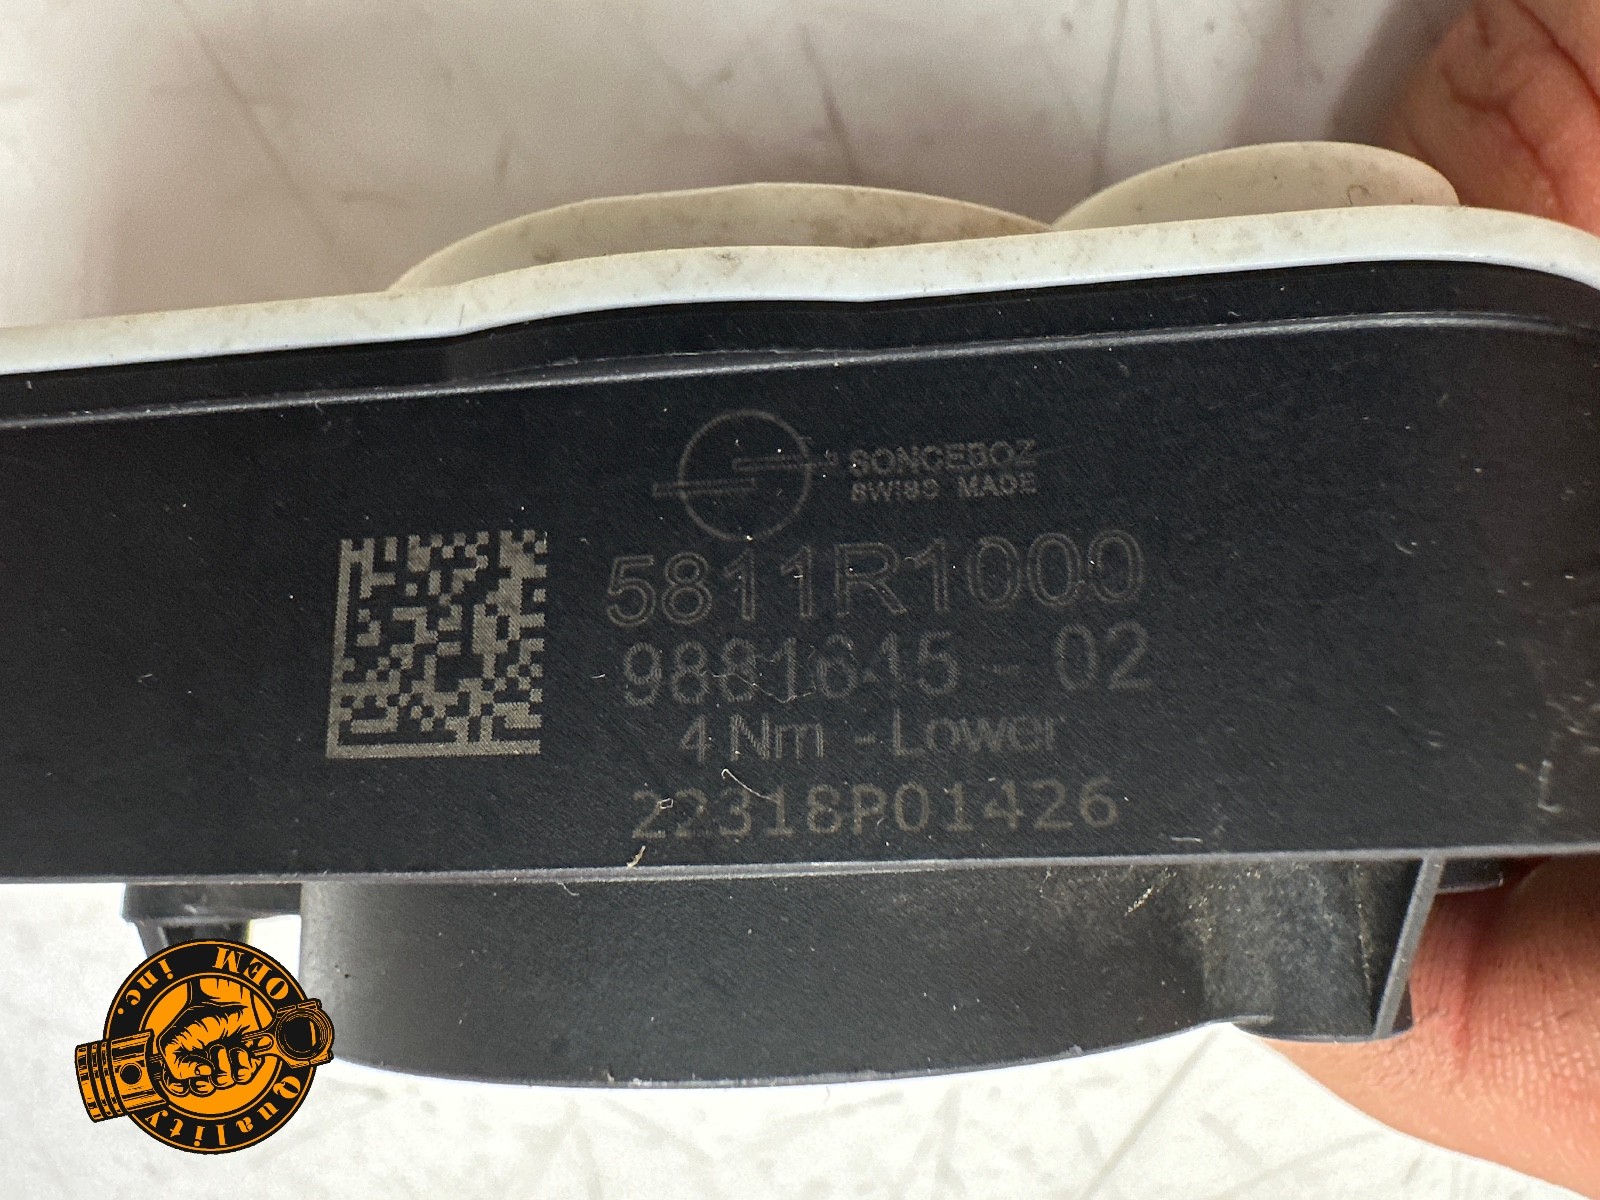 SONCEBOZ
SWISS MADE
5811R1000
9881645-02
4 Nm - Lower
22318P01426
OEM inc.
Quality